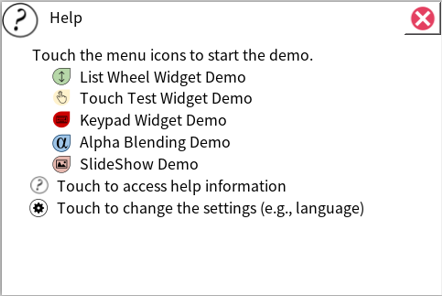 Help
Touch the menu icons to start the demo.
List Wheel Widget Demo
Touch Test Widget Demo
Keypad Widget Demo
α Alpha Blending Demo
SlideShow Demo
? Touch to access help information
Touch to change the settings (e.g., language)